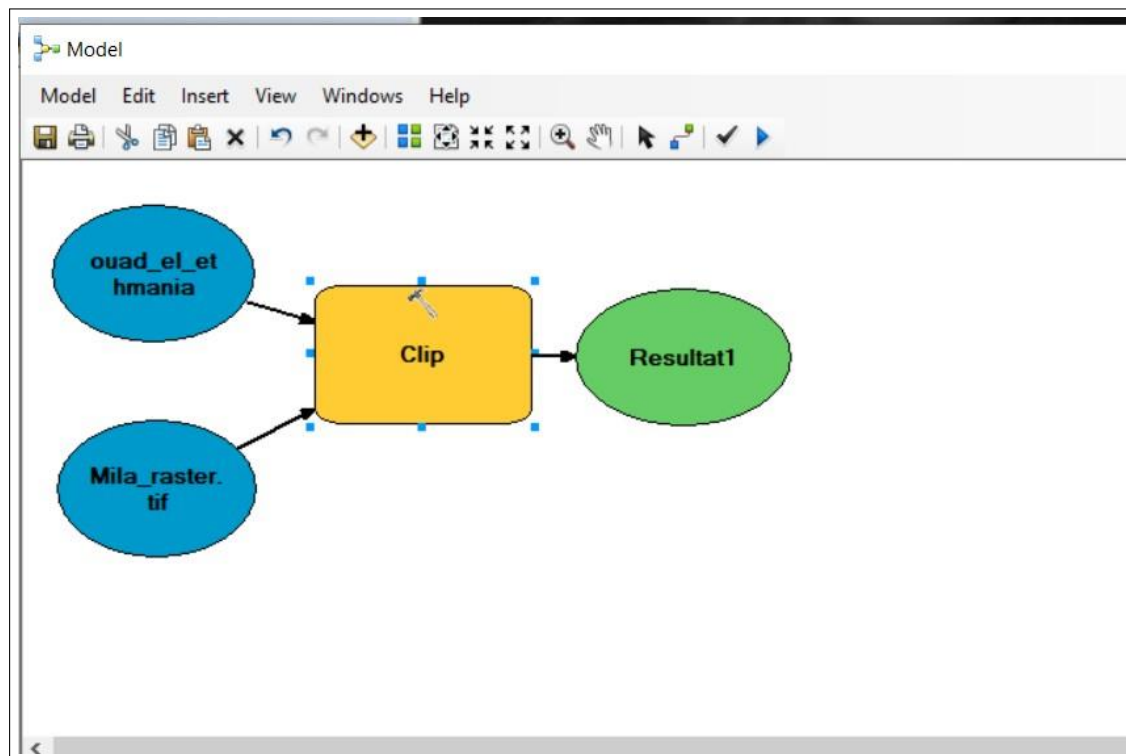 Model
Model Edit Insert View Windows Help
ouad_el_et
hmania
Clip
Resultat1
Mila_raster.
tif